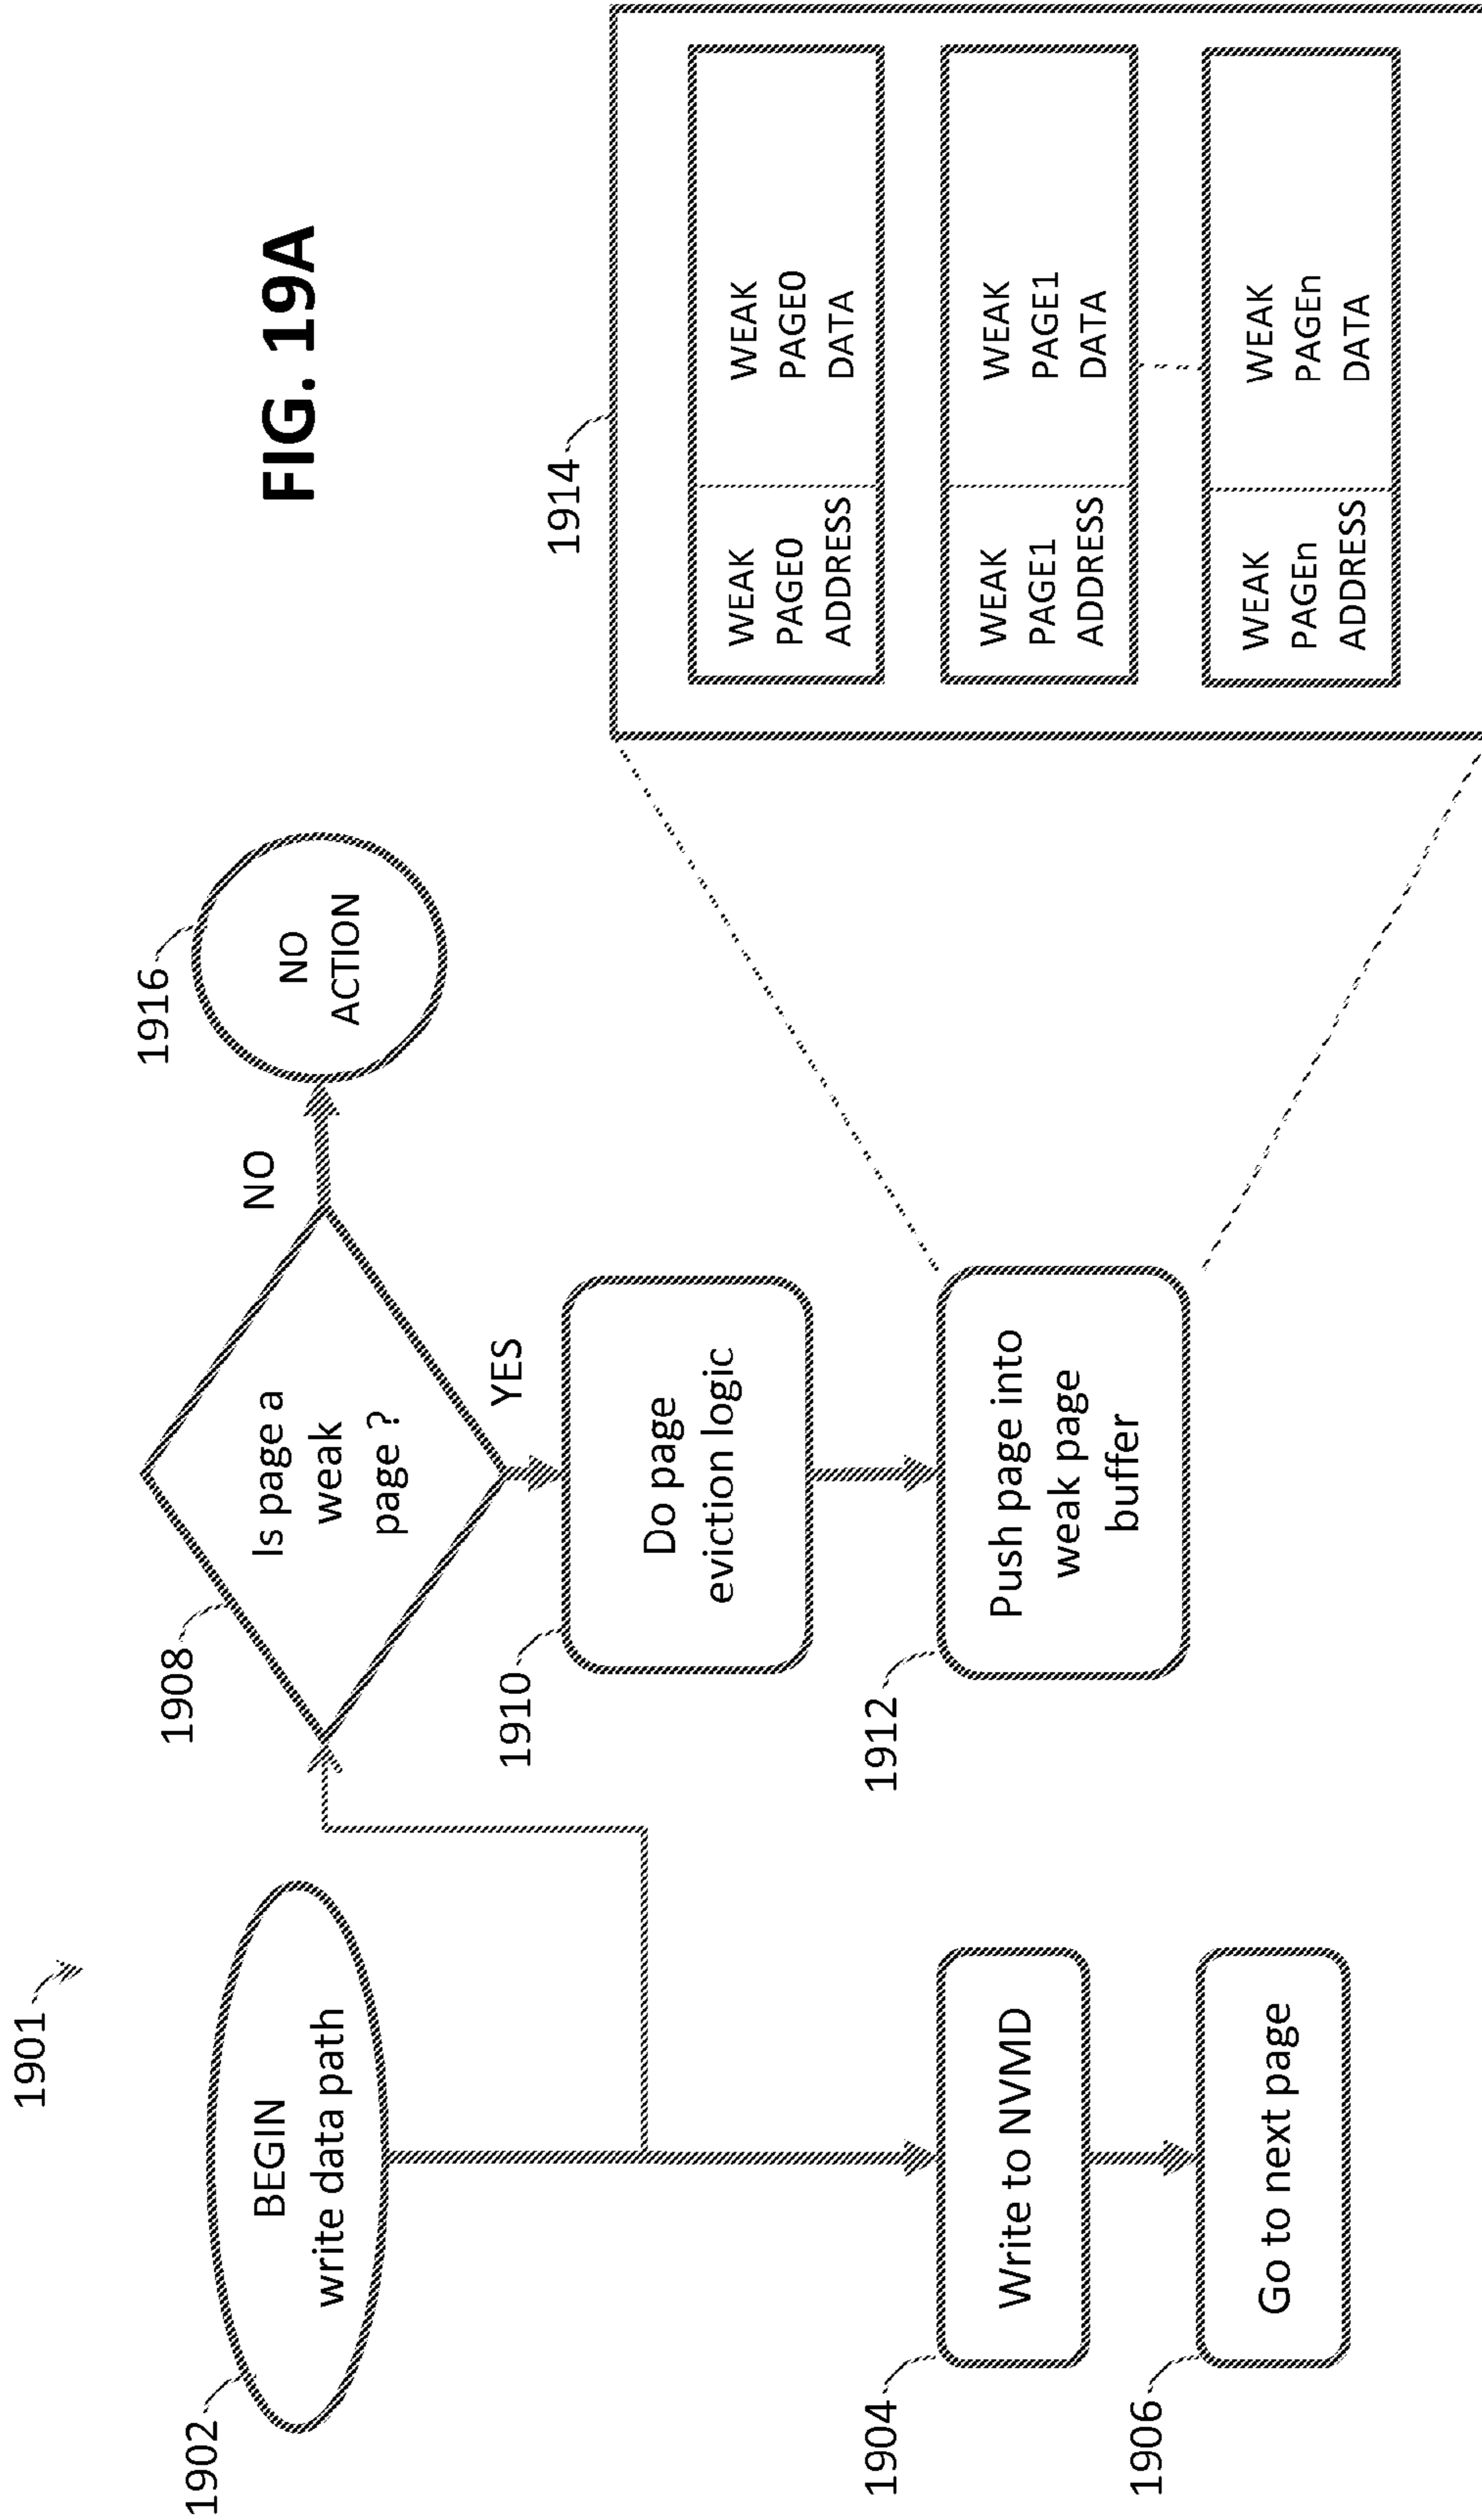 FIG. 19A
1901
1902
BEGIN
write data path
1904
Write to NVMD
1906
Go to next page
1908
Is page a
weak
page ?
NO
1916
NO
ACTION
YES
1910
Do page
eviction logic
1912
Push page into
weak page
buffer
1914
WEAK
PAGE0
ADDRESS
WEAK
PAGE0
DATA
WEAK
PAGE1
ADDRESS
WEAK
PAGE1
DATA
WEAK
PAGEn
ADDRESS
WEAK
PAGEn
DATA